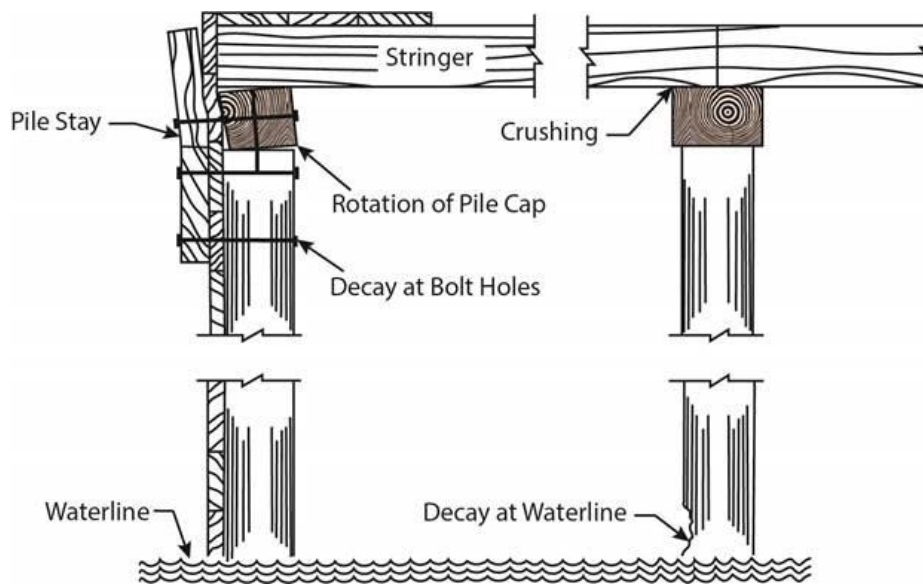 Stringer
Pile Stay
Crushing
Rotation of Pile Cap
Decay at Bolt Holes
Waterline
Decay at Waterline